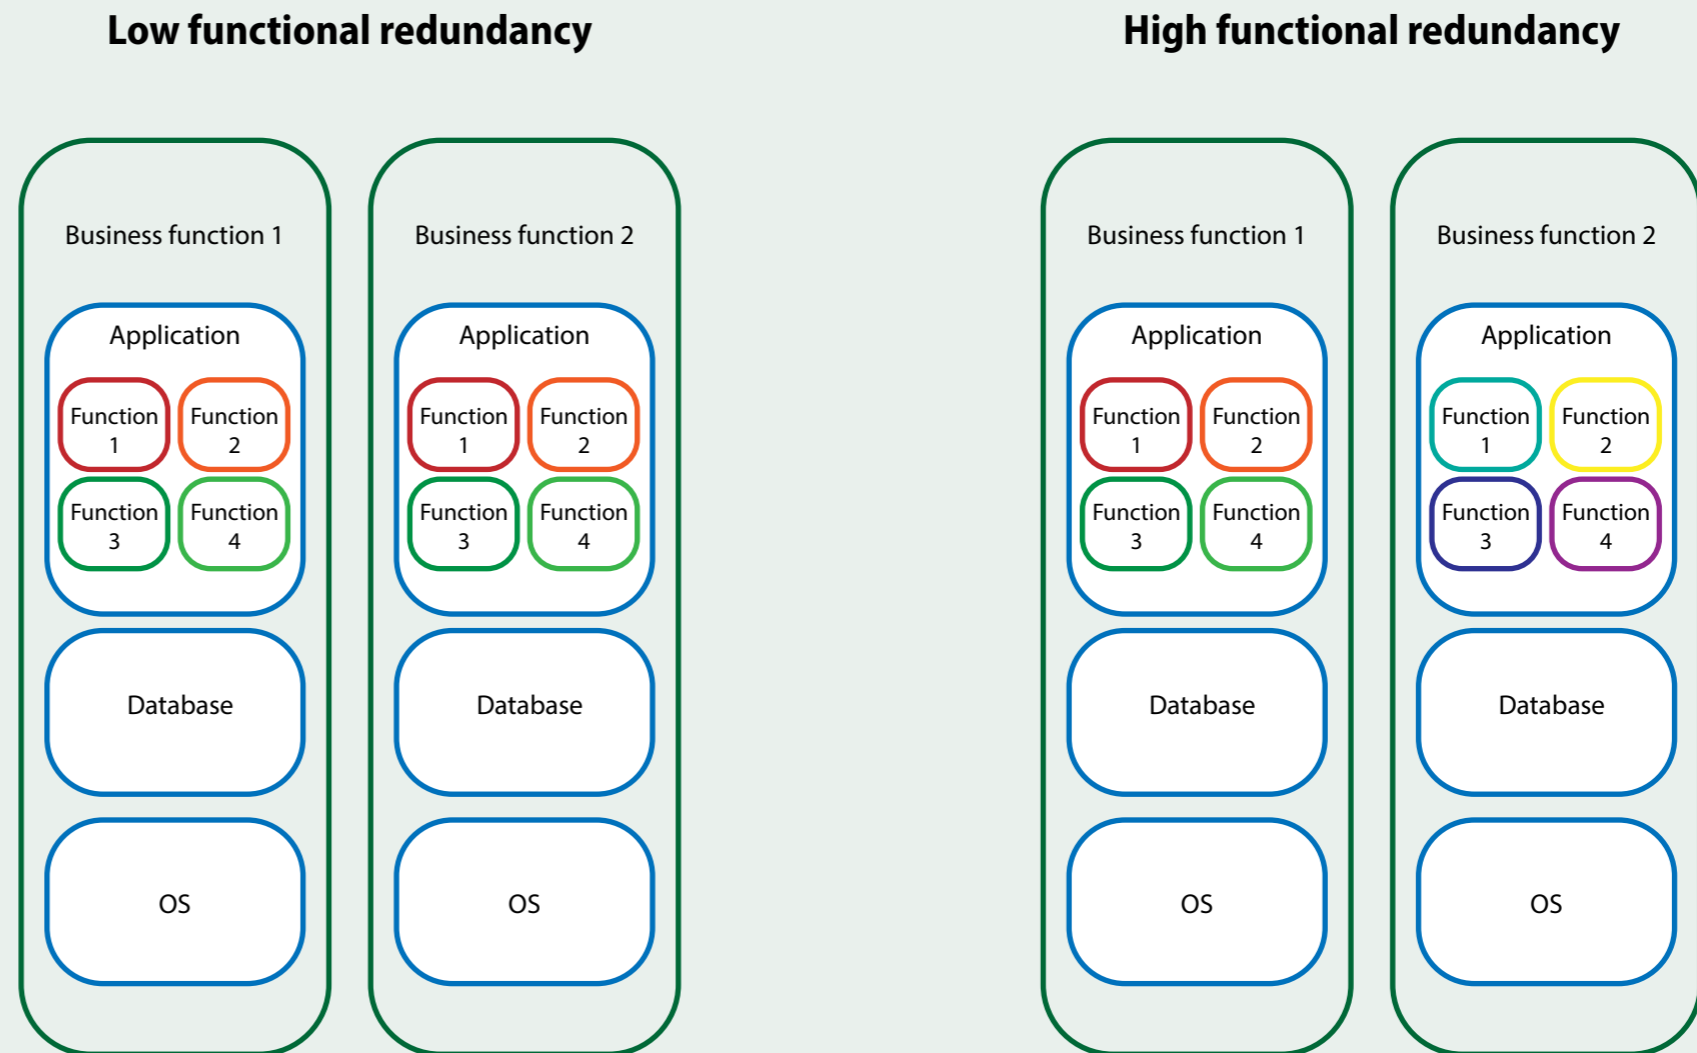 Low functional redundancy
Business function 1
Application
Function
1
Function
2
Function
3
Function
4
Database
OS
Business function 2
Application
Function
1
Function
2
Function
3
Function
4
Database
OS
High functional redundancy
Business function 1
Application
Function
1
Function
2
Function
3
Function
4
Database
OS
Business function 2
Application
Function
1
Function
2
Function
3
Function
4
Database
OS